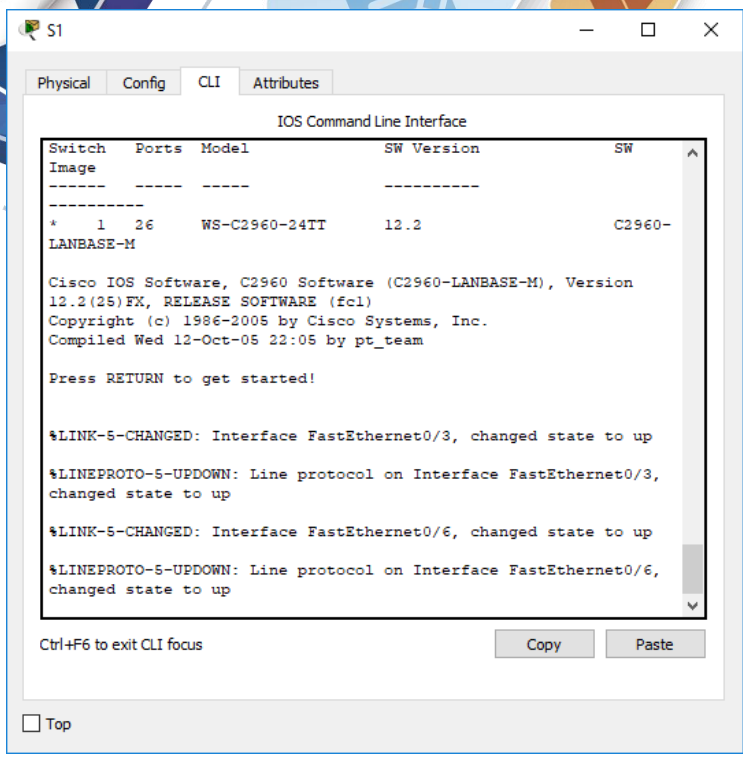 S1
Physical Config CLI Attributes
IOS Command Line Interface
Switch Ports Model SW Version SW
Image
------ ----- ----- ----------
----------
* 1 26 WS-C2960-24TT 12.2 C2960-
LANBASE-M
Cisco IOS Software, C2960 Software (C2960-LANBASE-M), Version
12.2(25)FX, RELEASE SOFTWARE (fc1)
Copyright (c) 1986-2005 by Cisco Systems, Inc.
Compiled Wed 12-Oct-05 22:05 by pt_team
Press RETURN to get started!
%LINK-5-CHANGED: Interface FastEthernet0/3, changed state to up
%LINEPROTO-5-UPDOWN: Line protocol on Interface FastEthernet0/3,
changed state to up
%LINK-5-CHANGED: Interface FastEthernet0/6, changed state to up
%LINEPROTO-5-UPDOWN: Line protocol on Interface FastEthernet0/6,
changed state to up
Ctrl+F6 to exit CLI focus
Copy Paste
Top